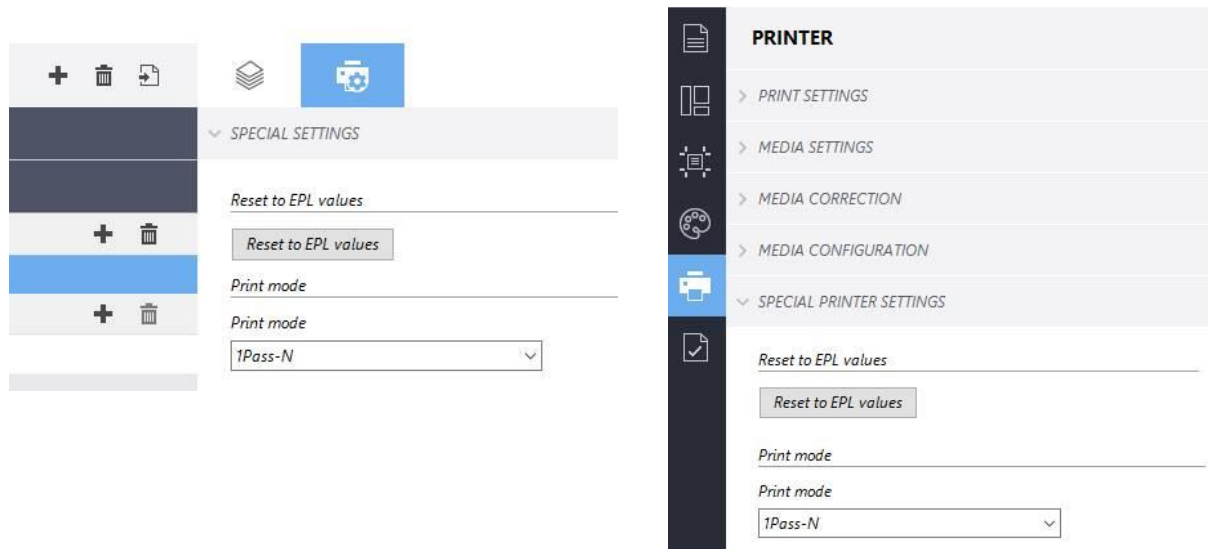 SPECIAL SETTINGS
Reset to EPL values
Reset to EPL values
Print mode
Print mode
1Pass-N
PRINTER
PRINT SETTINGS
MEDIA SETTINGS
MEDIA CORRECTION
MEDIA CONFIGURATION
SPECIAL PRINTER SETTINGS
Reset to EPL values
Reset to EPL values
Print mode
Print mode
1Pass-N